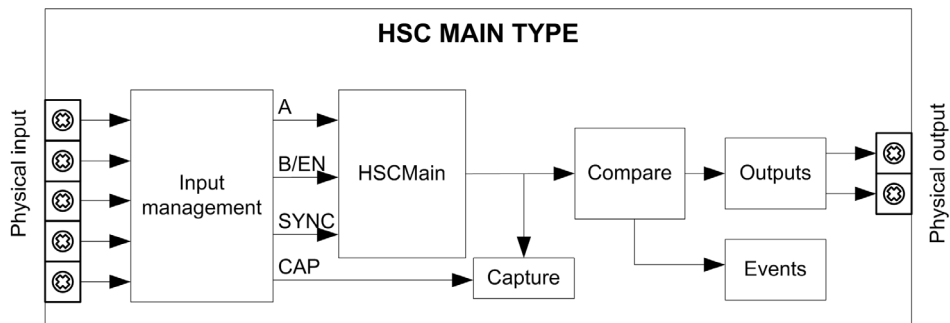 HSC MAIN TYPE
Physical input
Input
management
A
B/EN
SYNC
CAP
HSCMain
Capture
Compare
Outputs
Events
Physical output